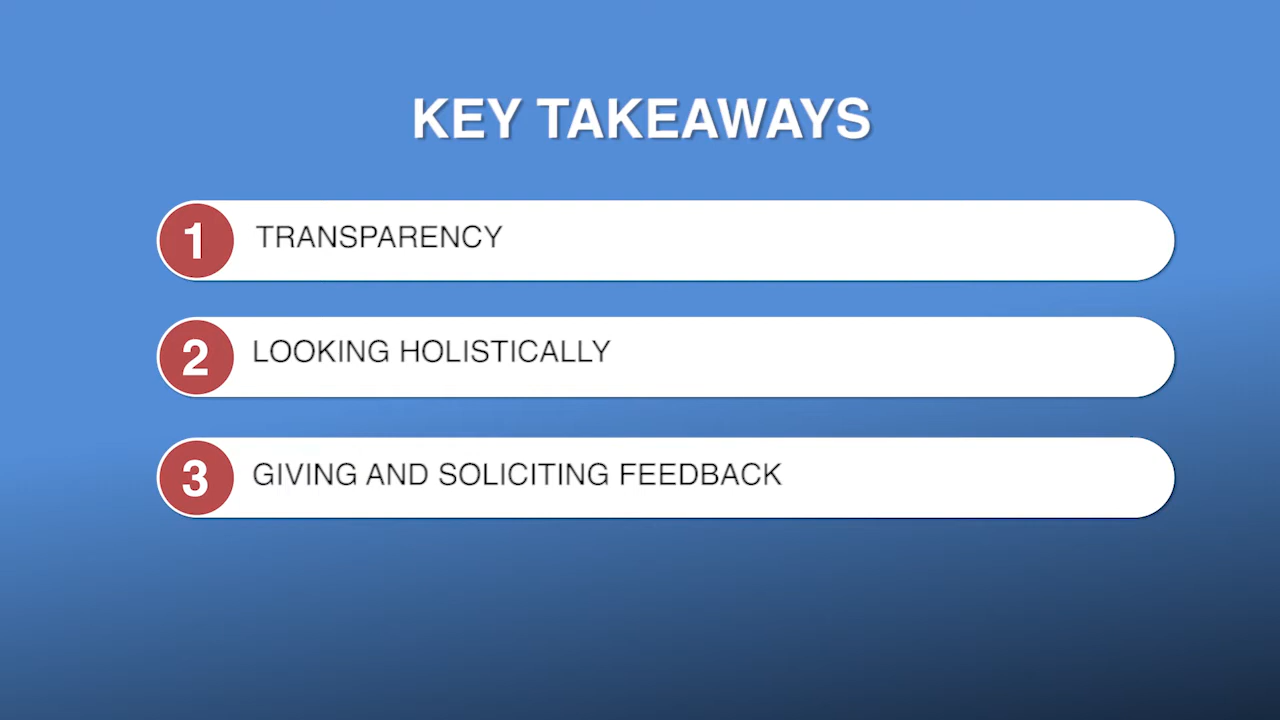 KEY TAKEAWAYS
1 TRANSPARENCY
2 LOOKING HOLISTICALLY
3 GIVING AND SOLICITING FEEDBACK